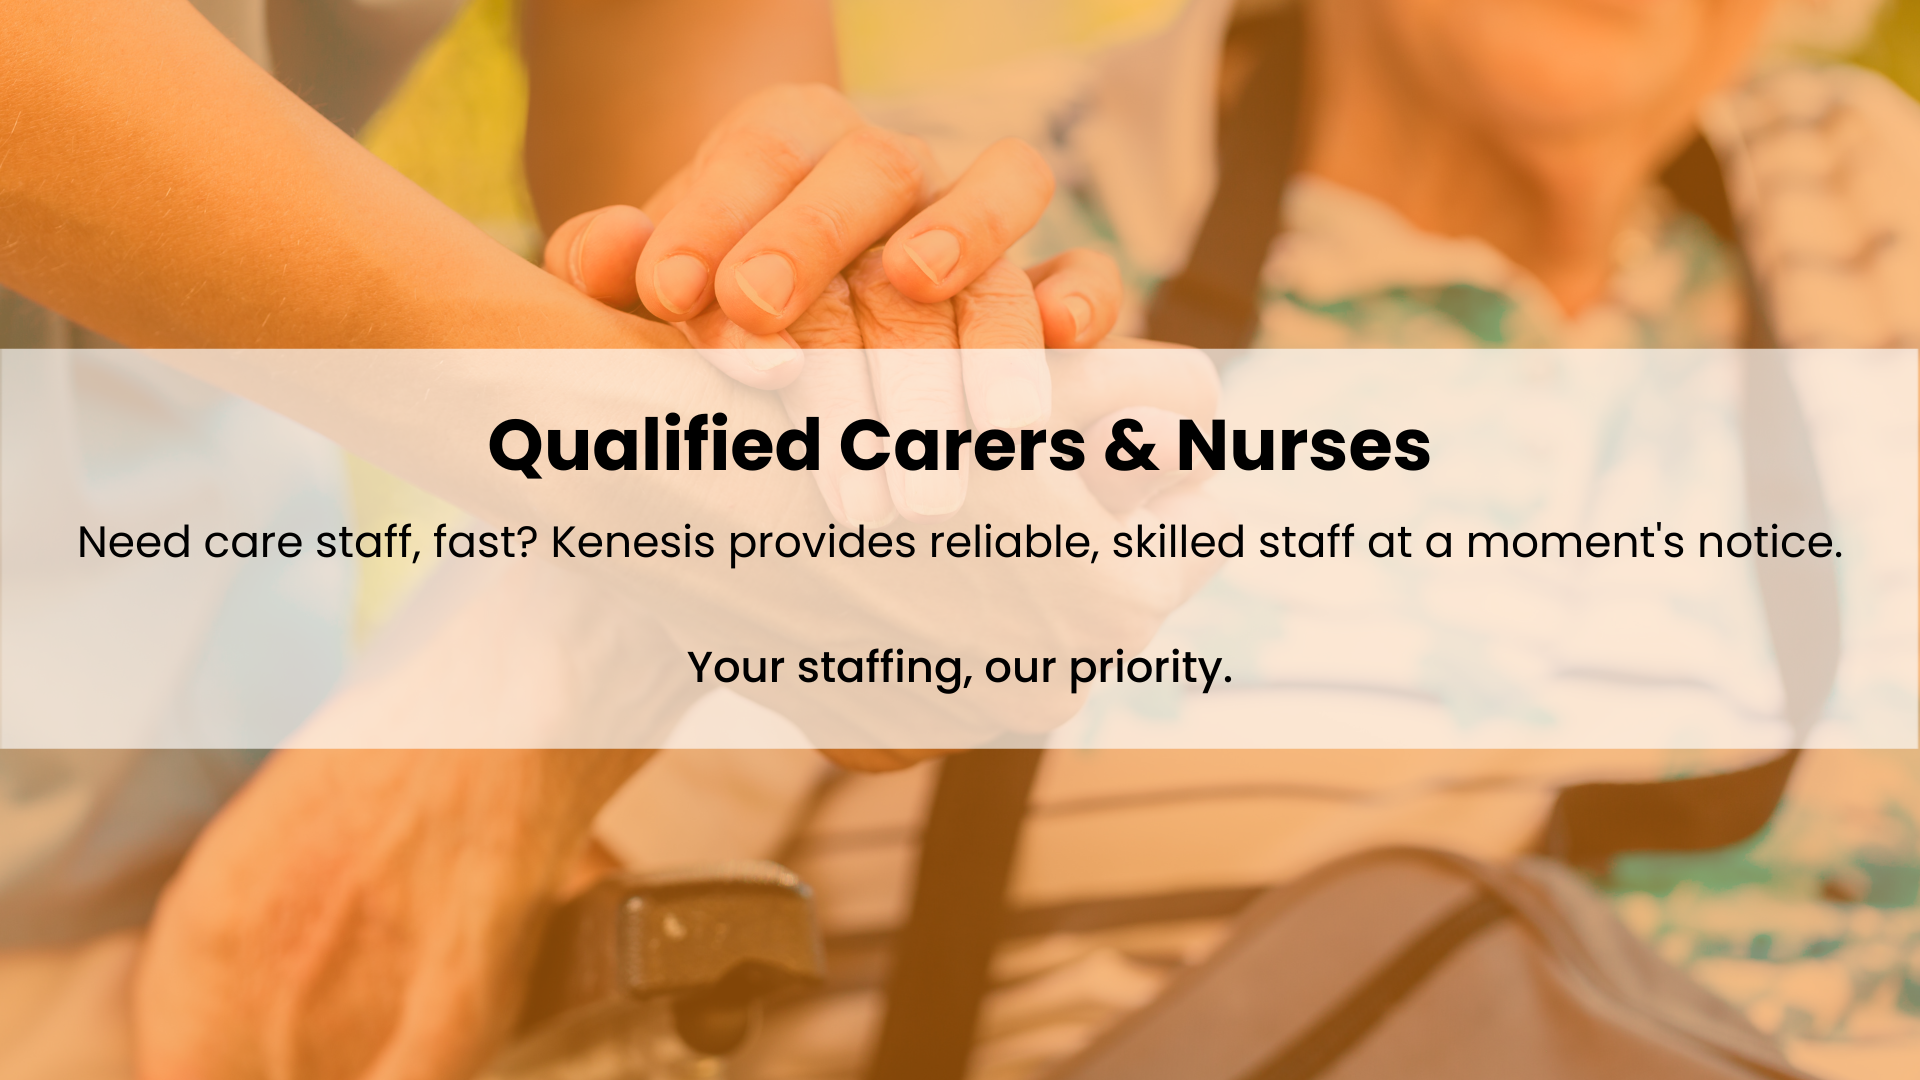 Qualified Carers & Nurses
Need care staff, fast? Kenesis provides reliable, skilled staff at a moment's notice.
Your staffing, our priority.